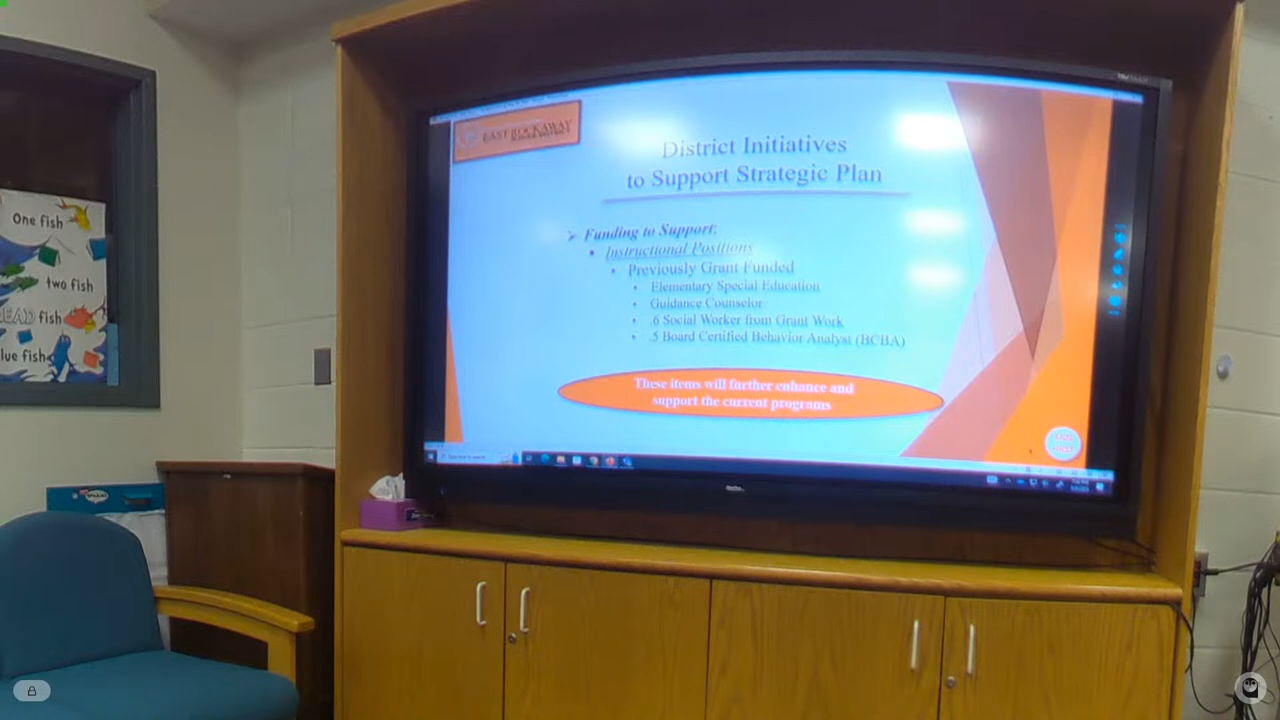 One fish
two fish
READ fish
lue fish
EAST ROCKAWAY
District Initiatives
to Support Strategic Plan
➢ Funding to Support:
▪ Instructional Positions
• Previously Grant Funded
• Elementary Special Education
• Guidance Counselor
• .6 Social Worker from Grant Work
• .5 Board Certified Behavior Analyst (BCBA)
These items will further enhance and
support the current programs